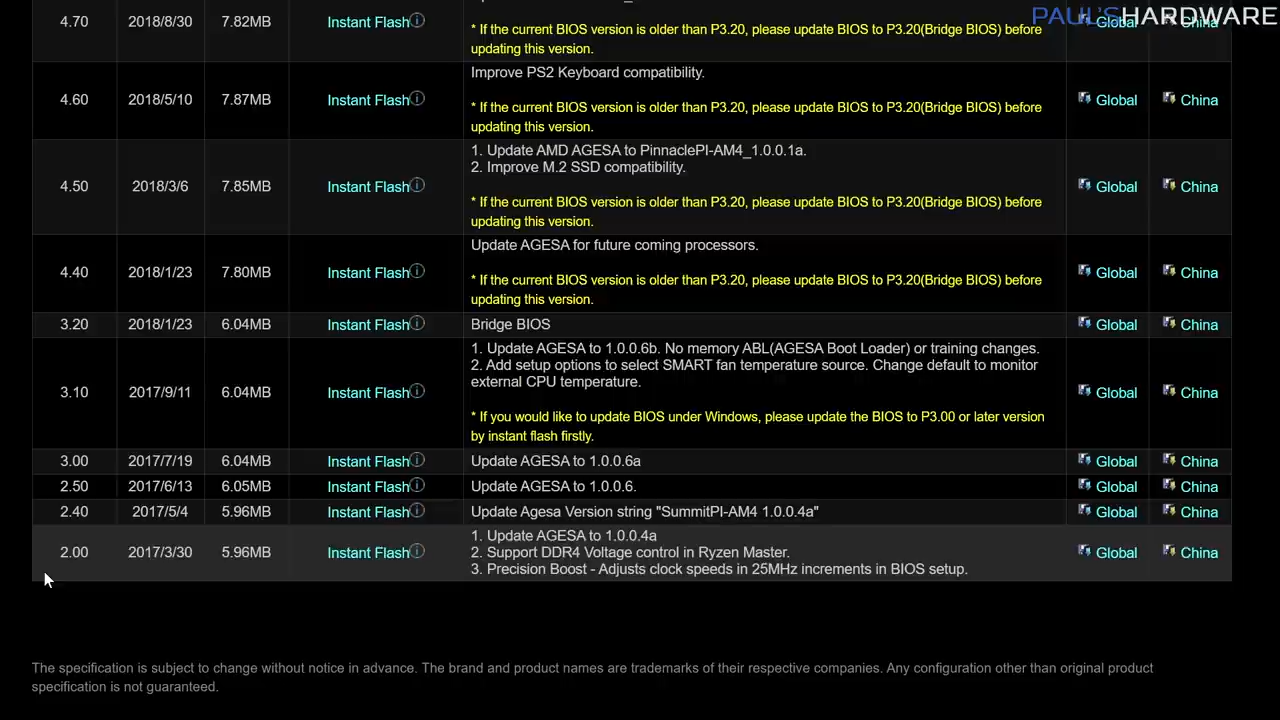 PAUL'S HARDWARE
4.70 2018/8/30 7.82MB Instant Flash Global China
* If the current BIOS version is older than P3.20, please update BIOS to P3.20(Bridge BIOS) before
updating this version.
Improve PS2 Keyboard compatibility.
4.60 2018/5/10 7.87MB Instant Flash Global China
* If the current BIOS version is older than P3.20, please update BIOS to P3.20(Bridge BIOS) before
updating this version.
1. Update AMD AGESA to PinnaclePI-AM4_1.0.0.1a.
2. Improve M.2 SSD compatibility.
4.50 2018/3/6 7.85MB Instant Flash Global China
* If the current BIOS version is older than P3.20, please update BIOS to P3.20(Bridge BIOS) before
updating this version.
Update AGESA for future coming processors.
4.40 2018/1/23 7.80MB Instant Flash Global China
* If the current BIOS version is older than P3.20, please update BIOS to P3.20(Bridge BIOS) before
updating this version.
3.20 2018/1/23 6.04MB Instant Flash Bridge BIOS Global China
1. Update AGESA to 1.0.0.6b. No memory ABL(AGESA Boot Loader) or training changes.
2. Add setup options to select SMART fan temperature source. Change default to monitor
external CPU temperature.
3.10 2017/9/11 6.04MB Instant Flash Global China
* If you would like to update BIOS under Windows, please update the BIOS to P3.00 or later version
by instant flash firstly.
3.00 2017/7/19 6.04MB Instant Flash Update AGESA to 1.0.0.6a Global China
2.50 2017/6/13 6.05MB Instant Flash Update AGESA to 1.0.0.6. Global China
2.40 2017/5/4 5.96MB Instant Flash Update Agesa Version string "SummitPI-AM4 1.0.0.4a" Global China
1. Update AGESA to 1.0.0.4a
2.00 2017/3/30 5.96MB Instant Flash 2. Support DDR4 Voltage control in Ryzen Master. Global China
3. Precision Boost - Adjusts clock speeds in 25MHz increments in BIOS setup.
The specification is subject to change without notice in advance. The brand and product names are trademarks of their respective companies. Any configuration other than original product
specification is not guaranteed.